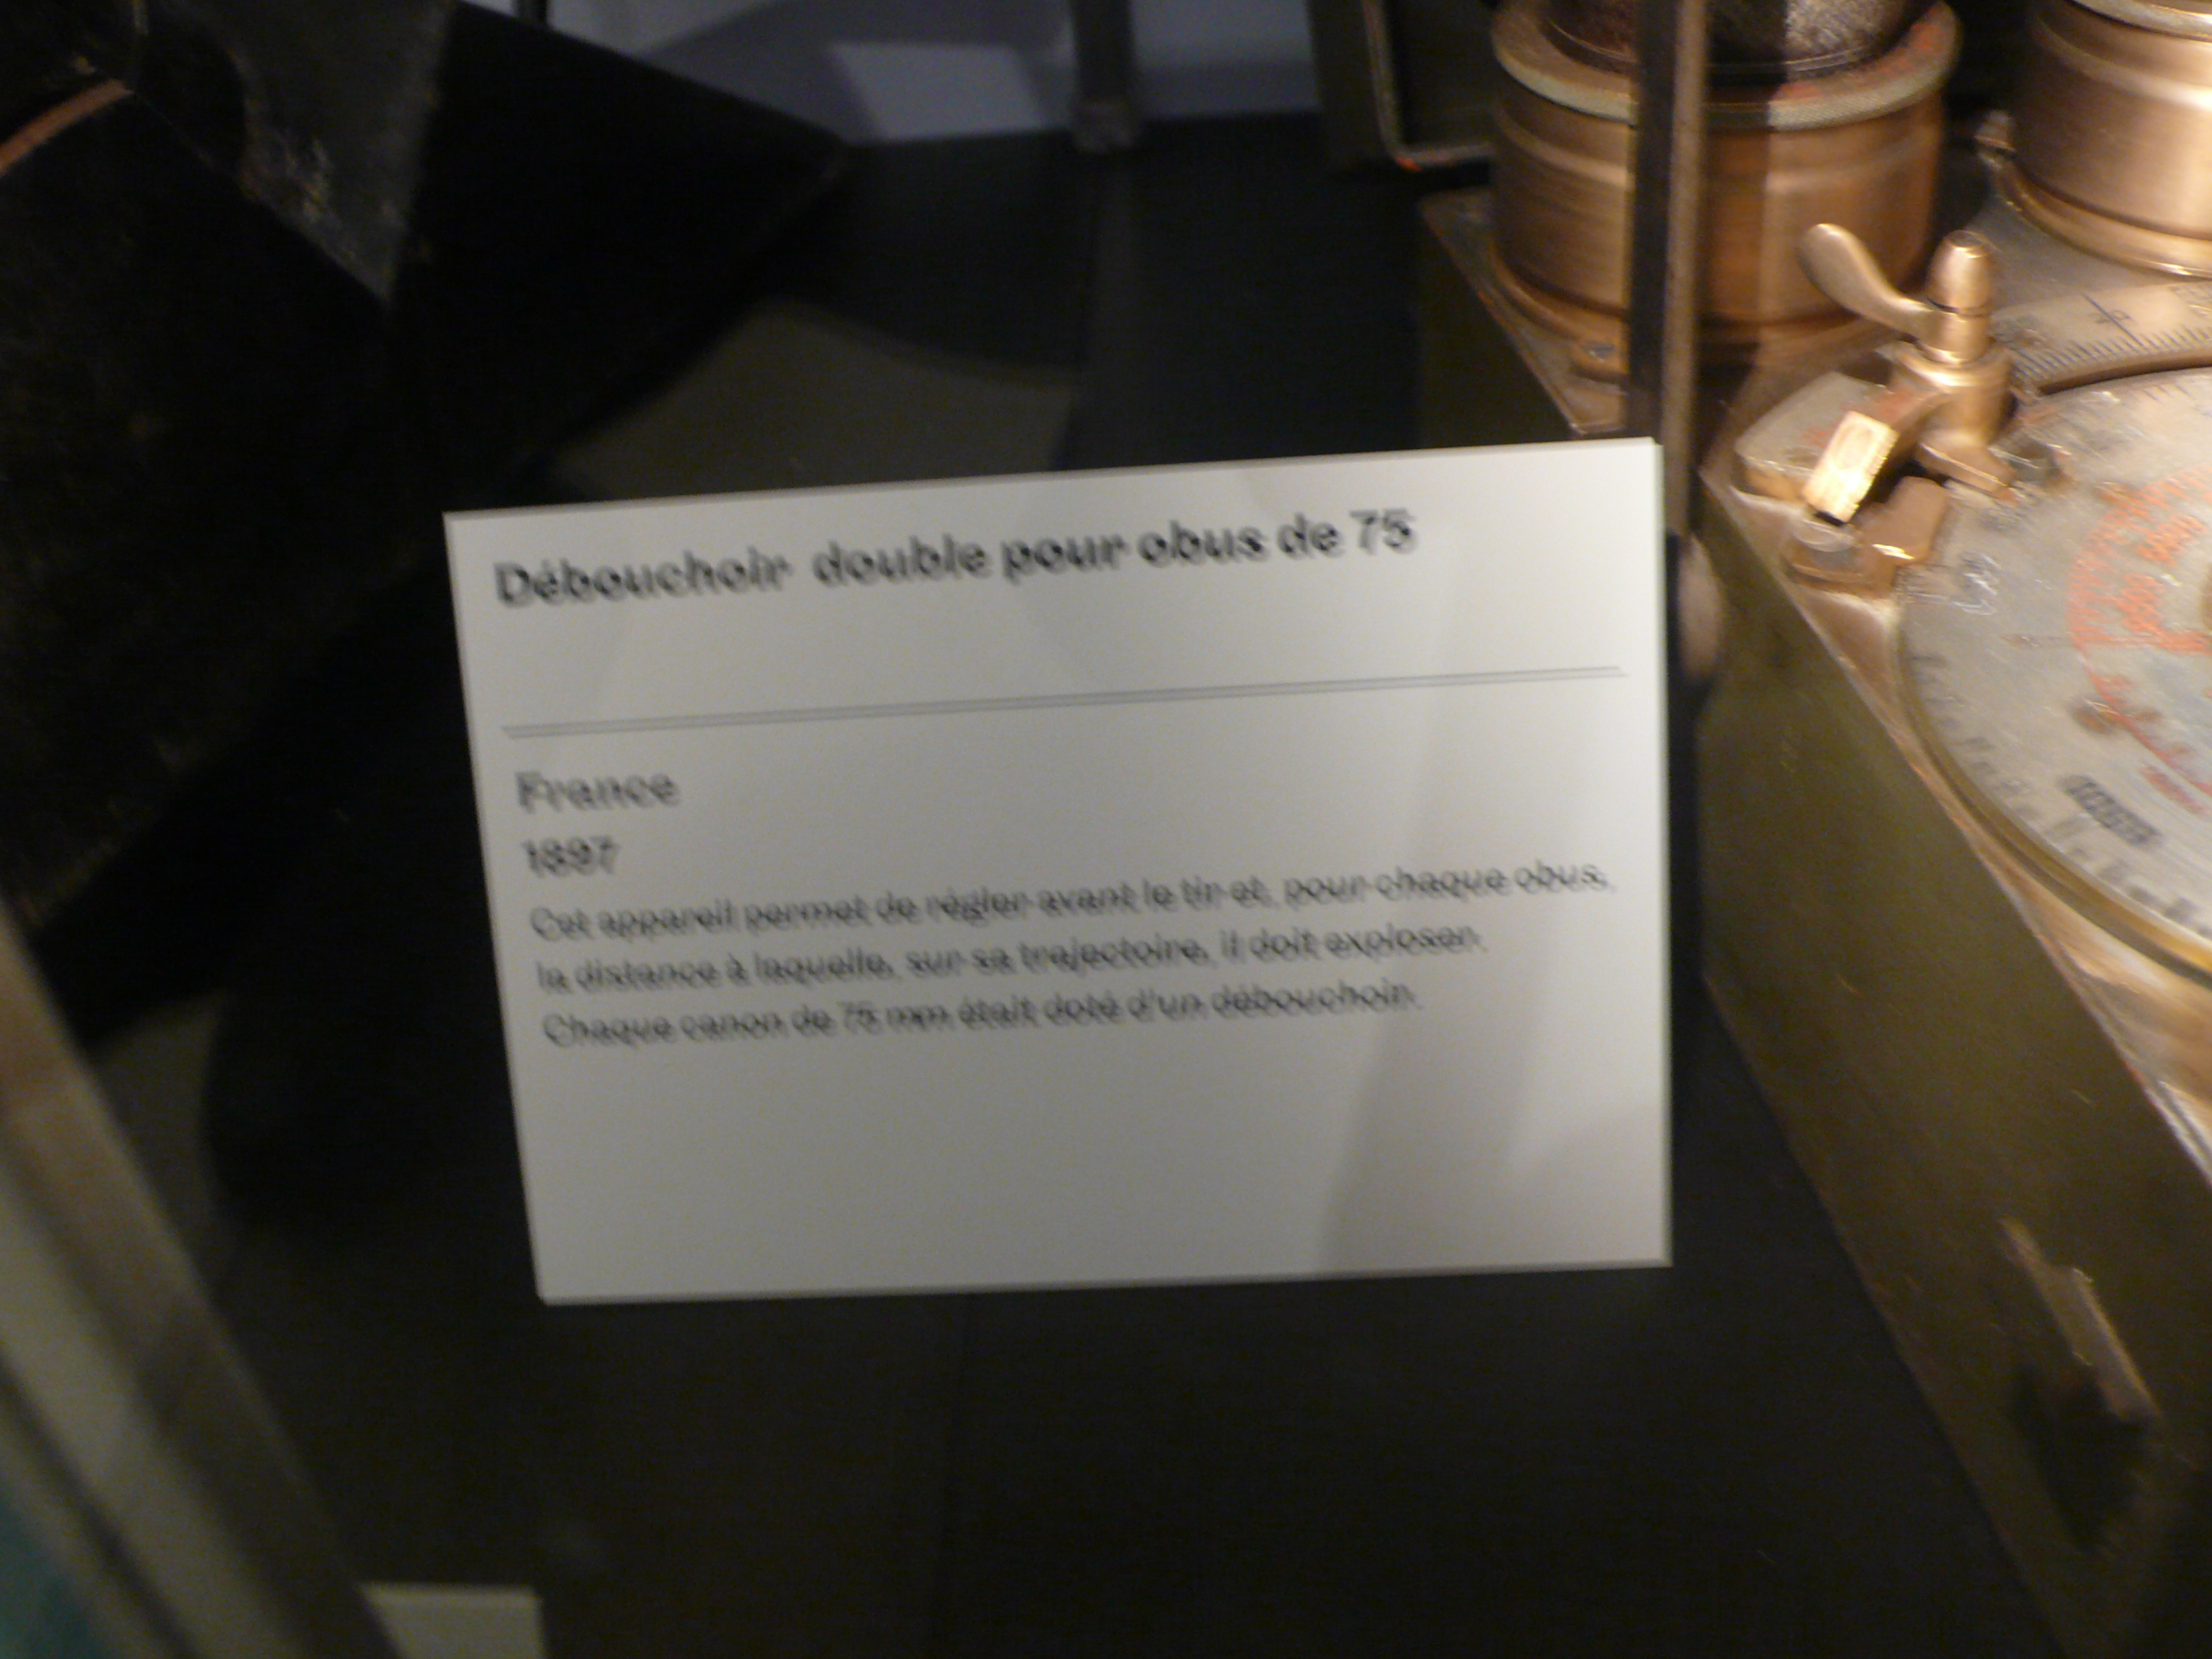 Débouchoir double pour obus de 75
France
1897
Cet appareil permet de régler avant le tir et, pour chaque obus,
la distance à laquelle, sur sa trajectoire, il doit exploser.
Chaque canon de 75 mm était doté d'un débouchoir.